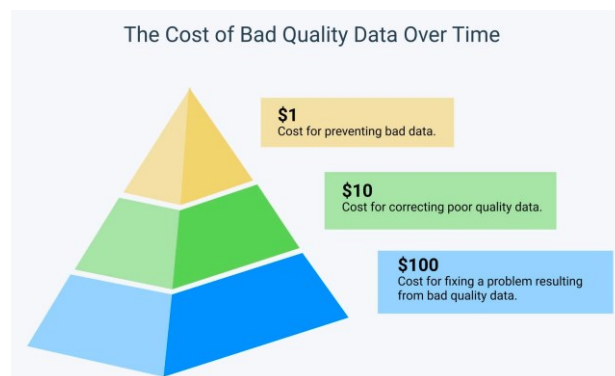 The Cost of Bad Quality Data Over Time
$1
Cost for preventing bad data.
$10
Cost for correcting poor quality data.
$100
Cost for fixing a problem resulting
from bad quality data.